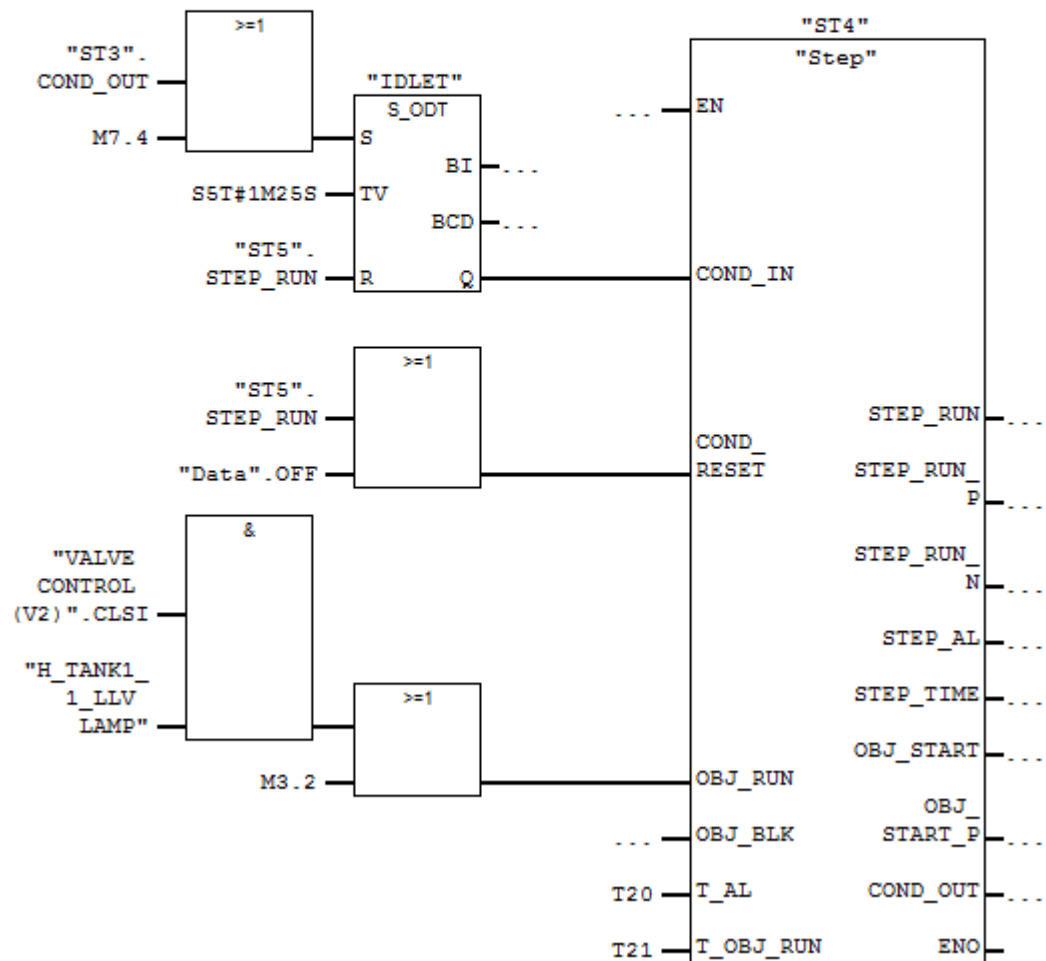 >=1
"ST4"
"ST3".
COND_OUT
M7.4
"Step"
"IDLET"
S_ODT
S
BI
...
S5T#1M25S
TV
BCD
...
"ST5".
STEP_RUN
R
Q
...
EN
COND_IN
>=1
"ST5".
STEP_RUN
"Data".OFF
COND_
RESET
STEP_RUN
...
STEP_RUN_
P
...
&
"VALVE
CONTROL
(V2)".CLSI
"H_TANK1_
1_LLV
LAMP"
STEP_RUN_
N
...
STEP_AL
...
>=1
M3.2
STEP_TIME
...
OBJ_START
...
OBJ_RUN
OBJ_
START_P
...
...
OBJ_BLK
T20
T_AL
COND_OUT
...
T21
T_OBJ_RUN
ENO